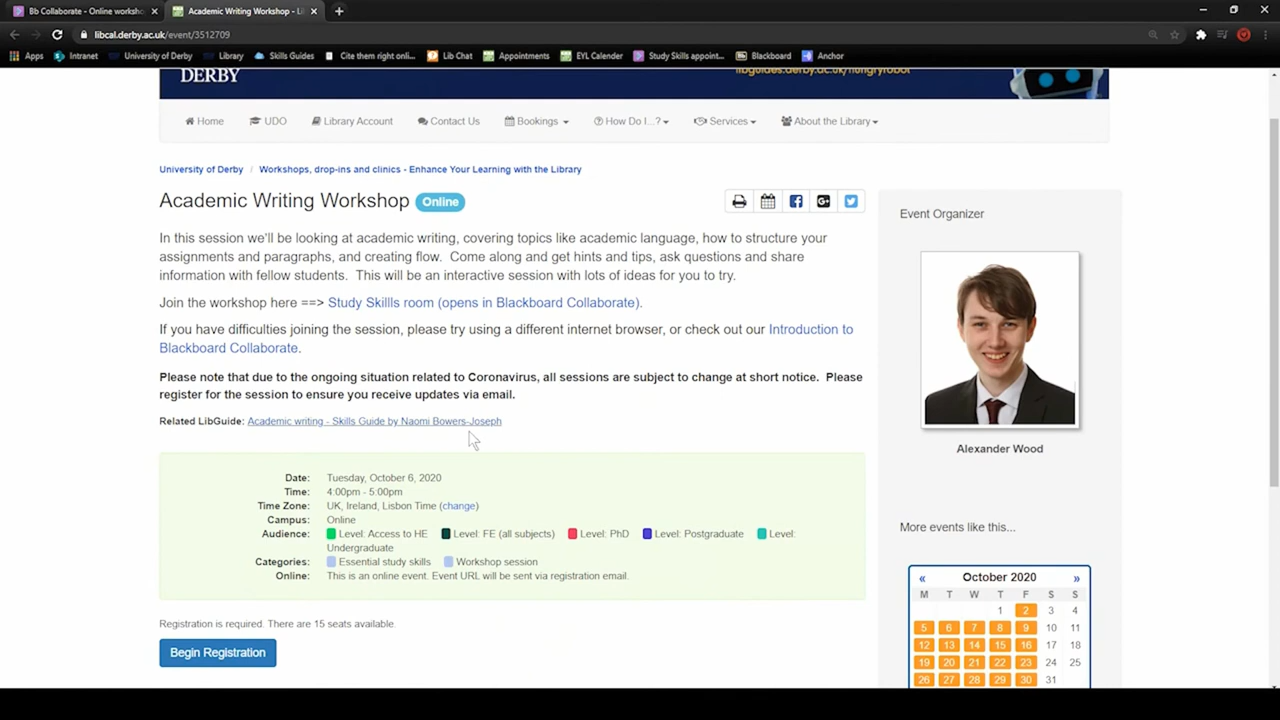 Bb Collaborate - Online worksho
Academic Writing Workshop - Li
libcal.derby.ac.uk/event/3512709
Apps
Intranet
University of Derby
Library
Skills Guides
Cite them right onlin...
Lib Chat
Appointments
EYL Calender
Study Skills appoint...
Blackboard
Anchor
DERBY
libguides.derby.ac.uk/hungryrobot
Home
UDO
Library Account
Contact Us
Bookings
How Do I...?
Services
About the Library
University of Derby / Workshops, drop-ins and clinics - Enhance Your Learning with the Library
Academic Writing Workshop Online
In this session we'll be looking at academic writing, covering topics like academic language, how to structure your
assignments and paragraphs, and creating flow. Come along and get hints and tips, ask questions and share
information with fellow students. This will be an interactive session with lots of ideas for you to try.
Join the workshop here ==> Study Skillls room (opens in Blackboard Collaborate).
If you have difficulties joining the session, please try using a different internet browser, or check out our Introduction to
Blackboard Collaborate.
Please note that due to the ongoing situation related to Coronavirus, all sessions are subject to change at short notice. Please
register for the session to ensure you receive updates via email.
Related LibGuide: Academic writing - Skills Guide by Naomi Bowers-Joseph
Date: Tuesday, October 6, 2020
Time: 4:00pm - 5:00pm
Time Zone: UK, Ireland, Lisbon Time (change)
Campus: Online
Audience: Level: Access to HE Level: FE (all subjects) Level: PhD Level: Postgraduate Level:
Undergraduate
Categories: Essential study skills Workshop session
Online: This is an online event. Event URL will be sent via registration email.
Registration is required. There are 15 seats available.
Begin Registration
Event Organizer
Alexander Wood
More events like this...
« October 2020 »
M T W T F S S
1 2 3 4
5 6 7 8 9 10 11
12 13 14 15 16 17 18
19 20 21 22 23 24 25
26 27 28 29 30 31